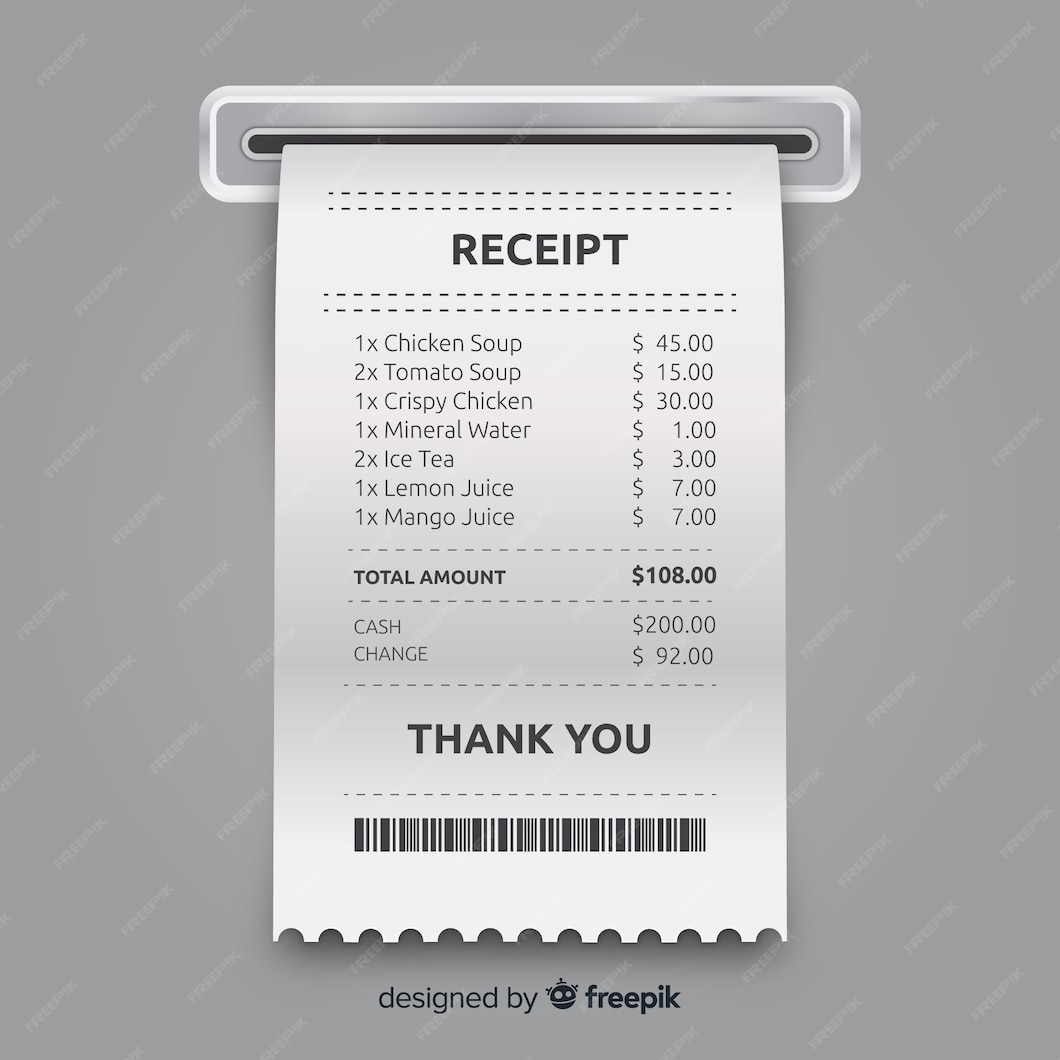 RECEIPT
1x Chicken Soup $ 45.00
2x Tomato Soup $ 15.00
1x Crispy Chicken $ 30.00
1x Mineral Water $ 1.00
2x Ice Tea $ 3.00
1x Lemon Juice $ 7.00
1x Mango Juice $ 7.00
TOTAL AMOUNT $108.00
CASH $200.00
CHANGE $ 92.00
THANK YOU
designed by freepik
FREEPIK